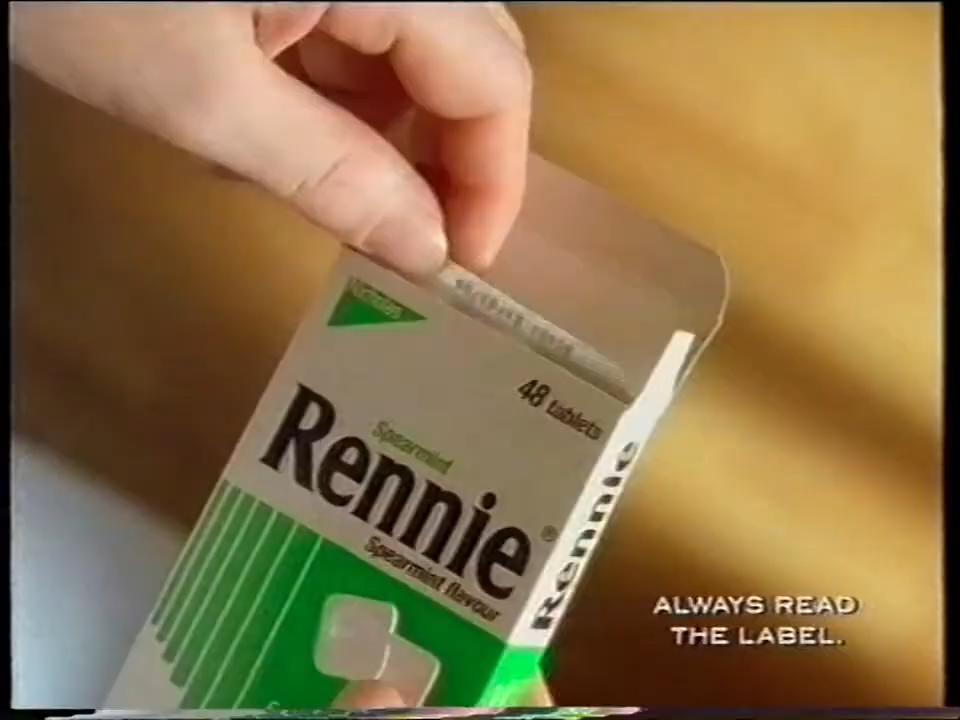 48 tablets
Spearmint
Rennie®
Spearmint flavour
Rennie
ALWAYS READ
THE LABEL.